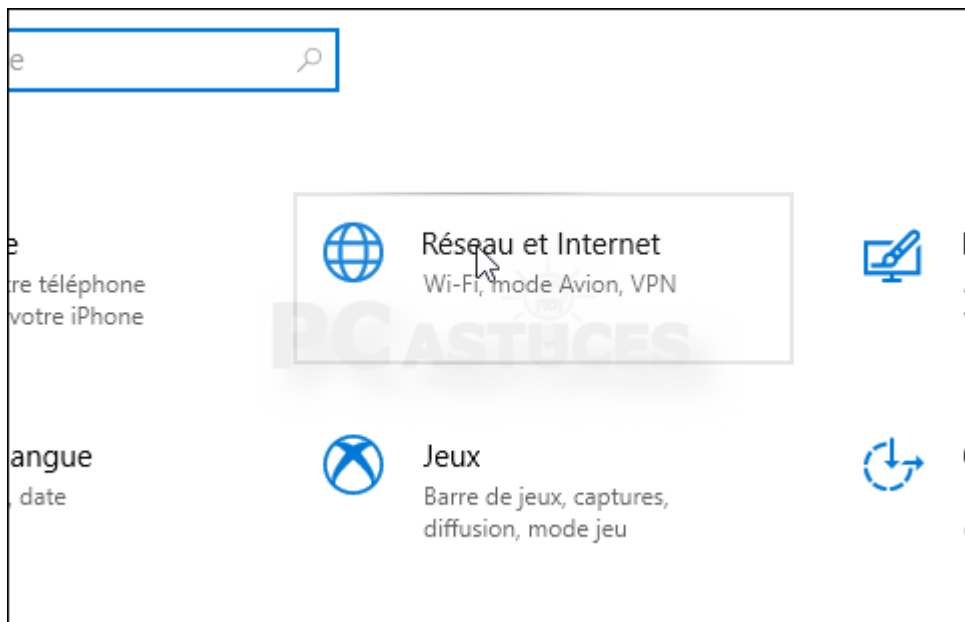 e
Réseau et Internet
Wi-Fi, mode Avion, VPN
e
re téléphone
votre iPhone
PC ASTUCES
angue
, date
Jeux
Barre de jeux, captures,
diffusion, mode jeu